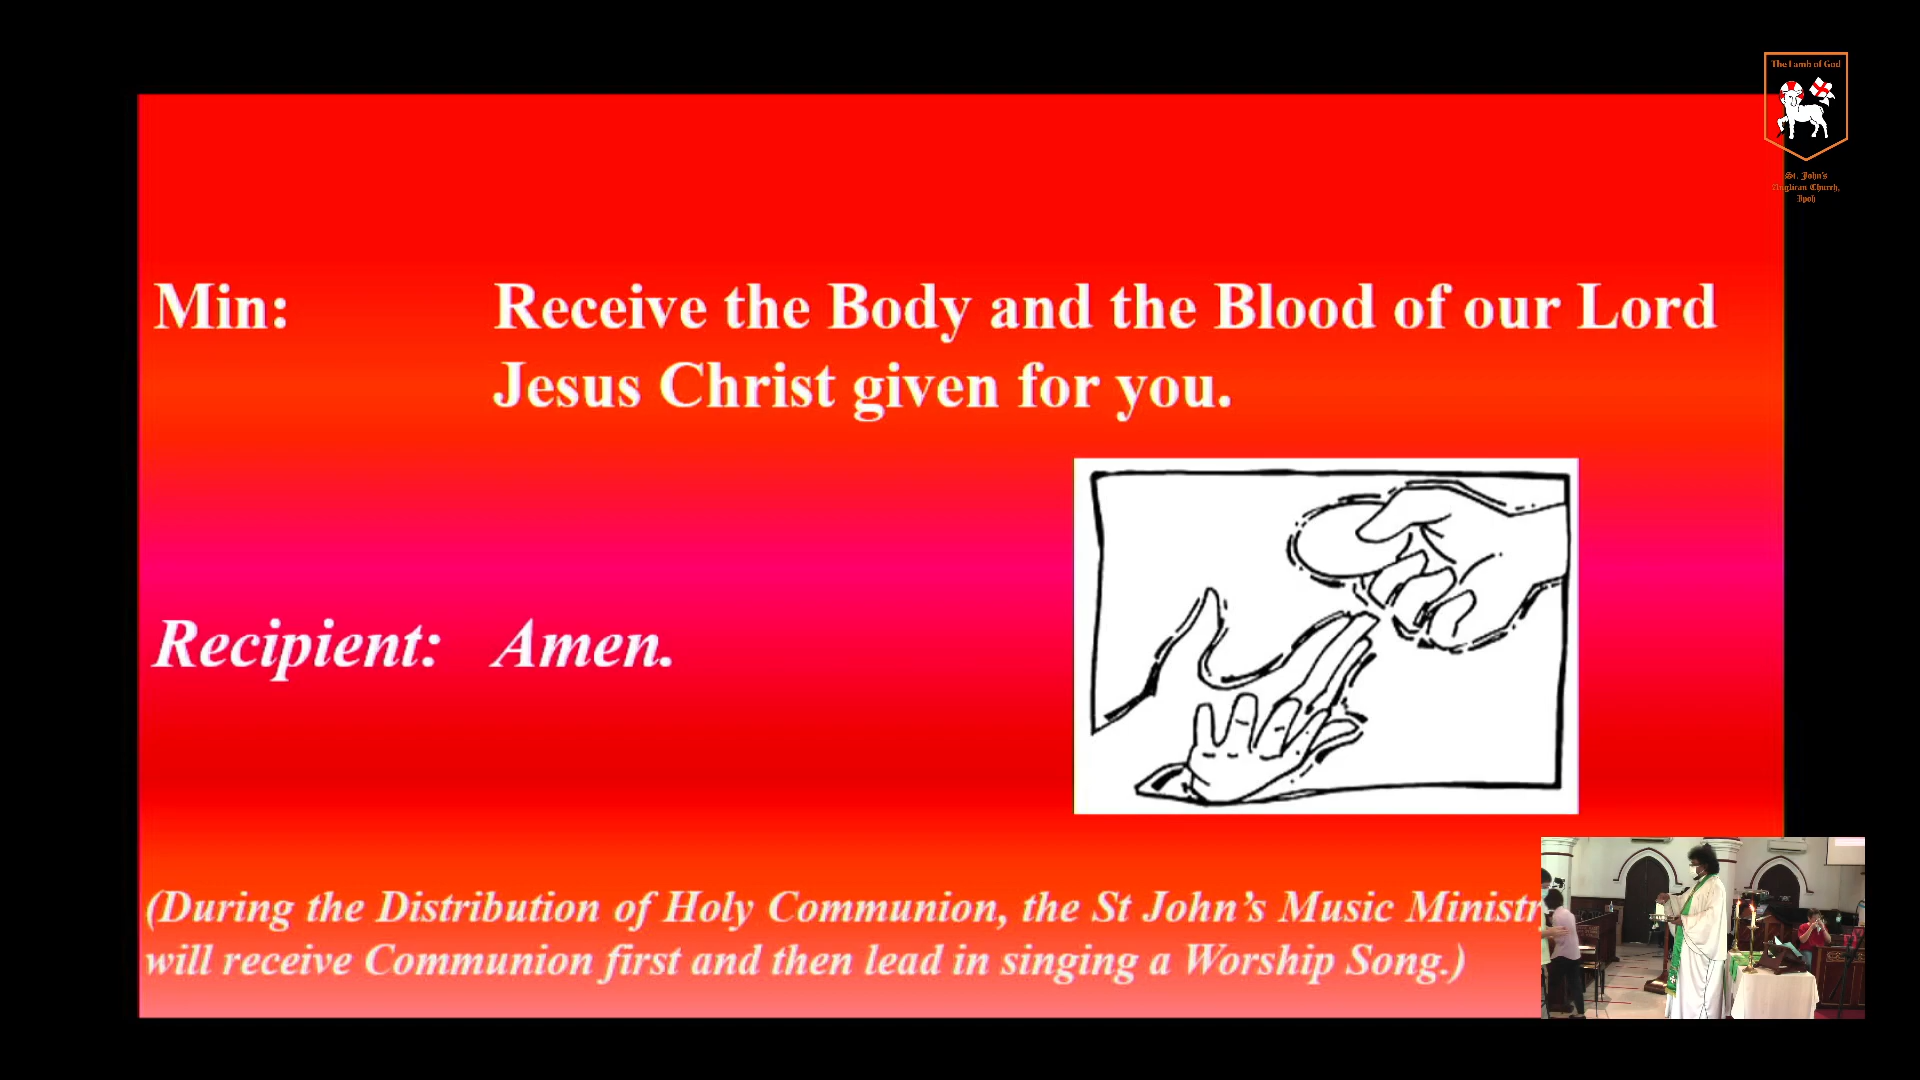 The Lamb of God
St. John's
Anglican Church,
Ipoh
Min: Receive the Body and the Blood of our Lord
Jesus Christ given for you.
Recipient: Amen.
(During the Distribution of Holy Communion, the St John’s Music Ministr
will receive Communion first and then lead in singing a Worship Song.)